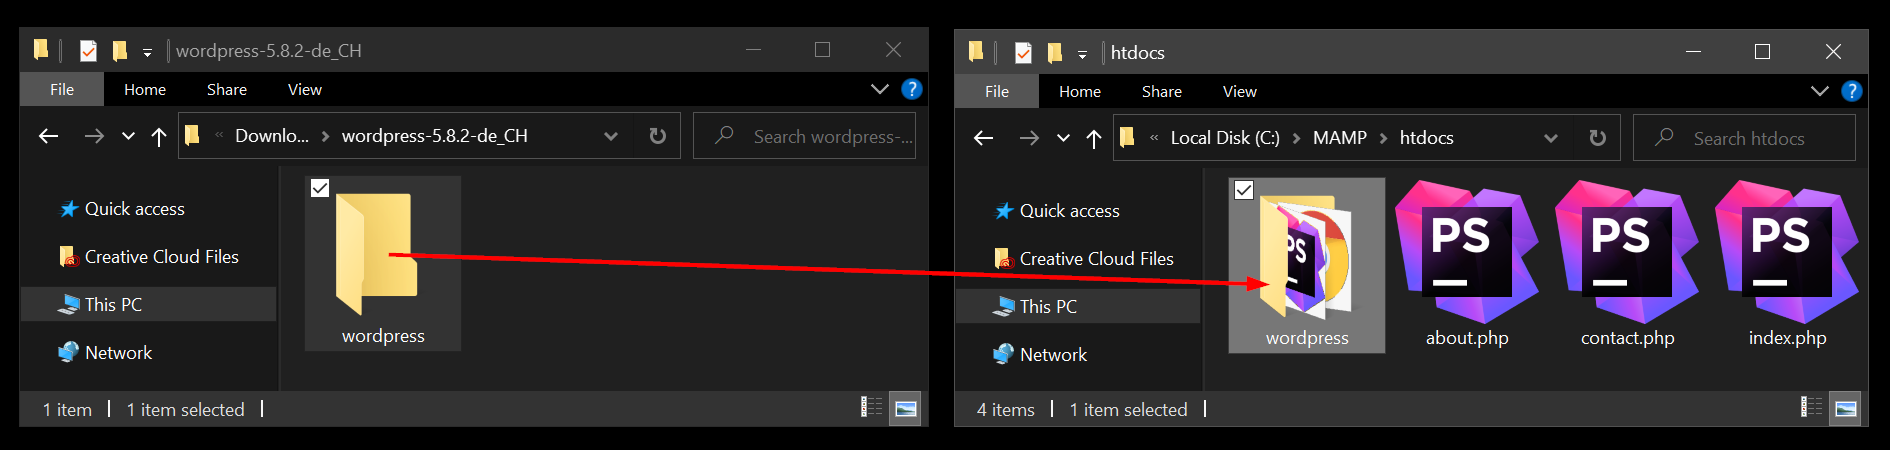 wordpress-5.8.2-de_CH
File Home Share View
?
« Downlo... > wordpress-5.8.2-de_CH
Search wordpress-...
Quick access
Creative Cloud Files
This PC
Network
wordpress
1 item | 1 item selected |
htdocs
File Home Share View
?
« Local Disk (C:) > MAMP > htdocs
Search htdocs
Quick access
Creative Cloud Files
This PC
Network
PS
PS
PS
PS
wordpress
about.php
contact.php
index.php
4 items | 1 item selected |